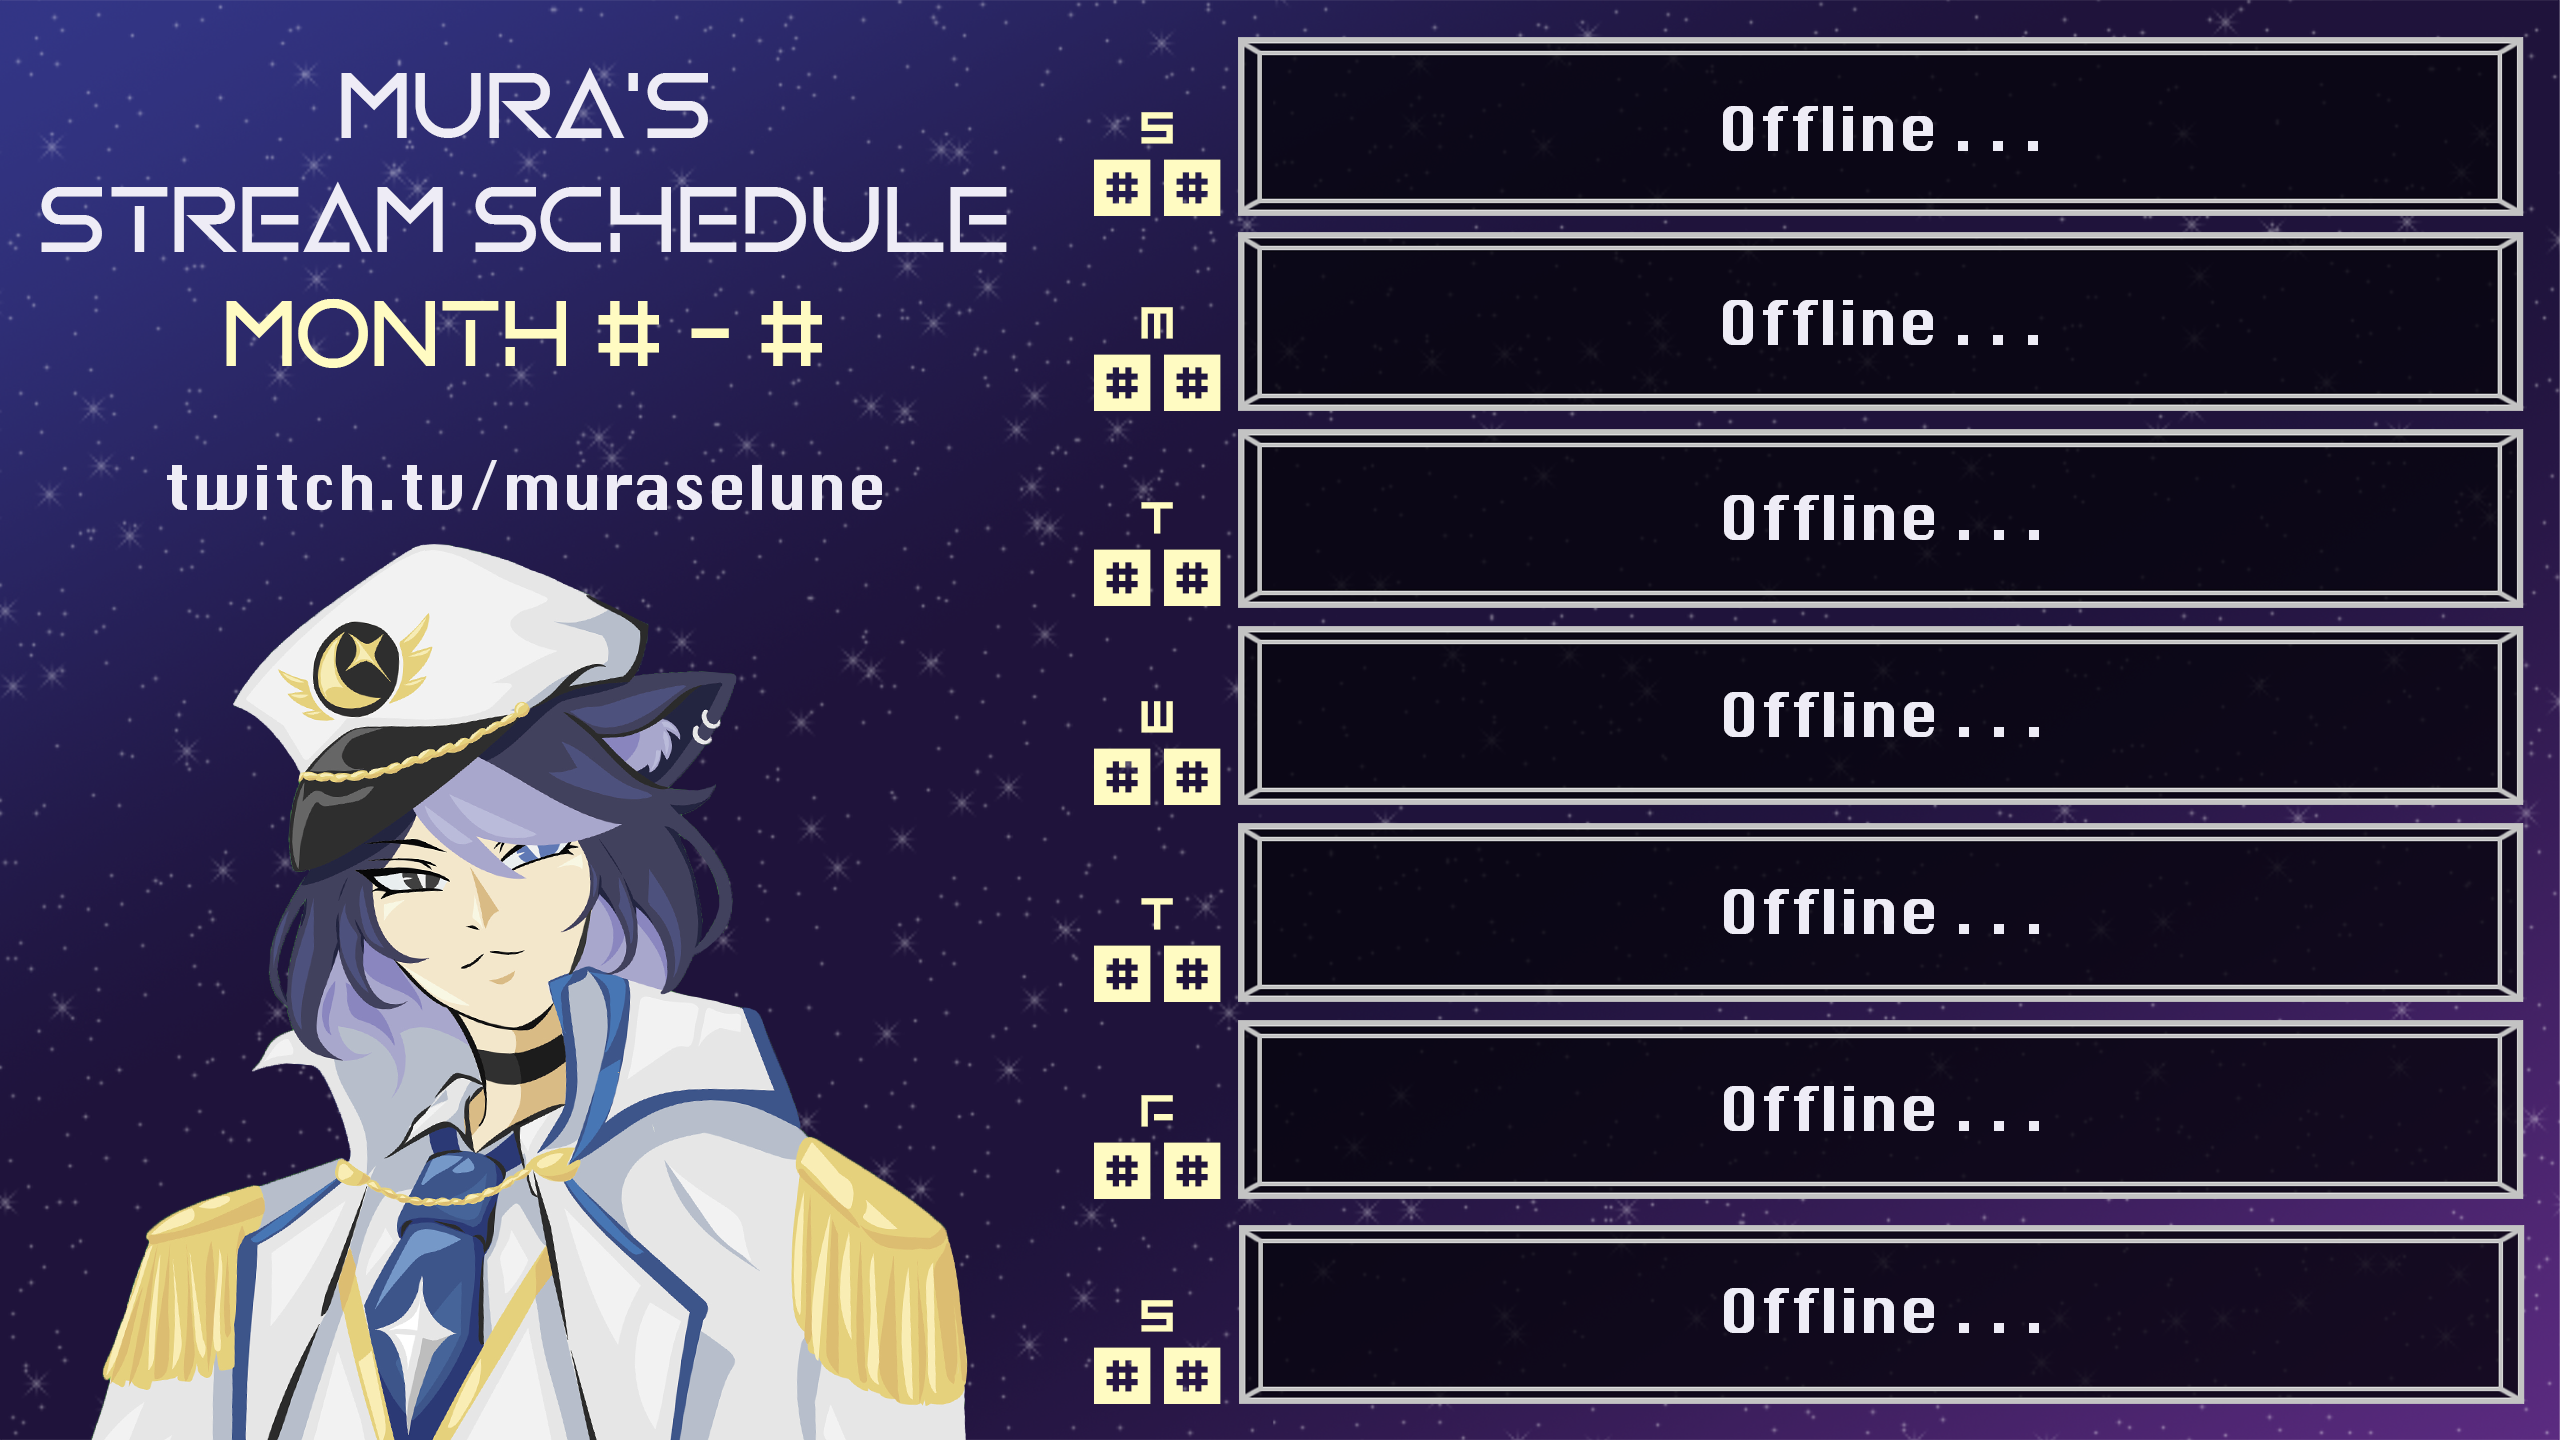 MURA'S
STREAM SCHEDULE
MONTH # - #
twitch.tv/muraselune
S
# #
Offline...
M
# #
Offline...
T
# #
Offline...
W
# #
Offline...
T
# #
Offline...
F
# #
Offline...
S
# #
Offline...